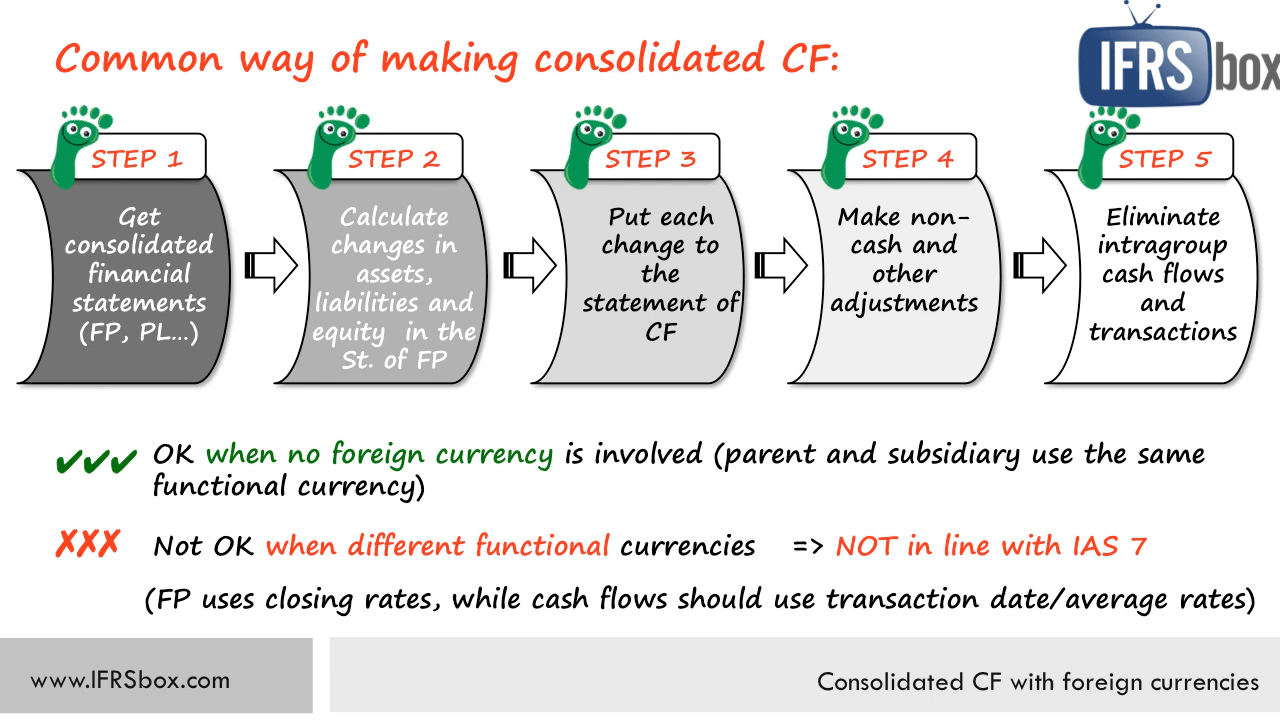 Common way of making consolidated CF:
IFRS box
STEP 1
Get
consolidated
financial
statements
(FP, PL...)
STEP 2
Calculate
changes in
assets,
liabilities and
equity in the
St. of FP
STEP 3
Put each
change to
the
statement of
CF
STEP 4
Make non-
cash and
other
adjustments
STEP 5
Eliminate
intragroup
cash flows
and
transactions
✔✔✔ OK when no foreign currency is involved (parent and subsidiary use the same
functional currency)
✘✘✘ Not OK when different functional currencies => NOT in line with IAS 7
(FP uses closing rates, while cash flows should use transaction date/average rates)
www.IFRSbox.com
Consolidated CF with foreign currencies